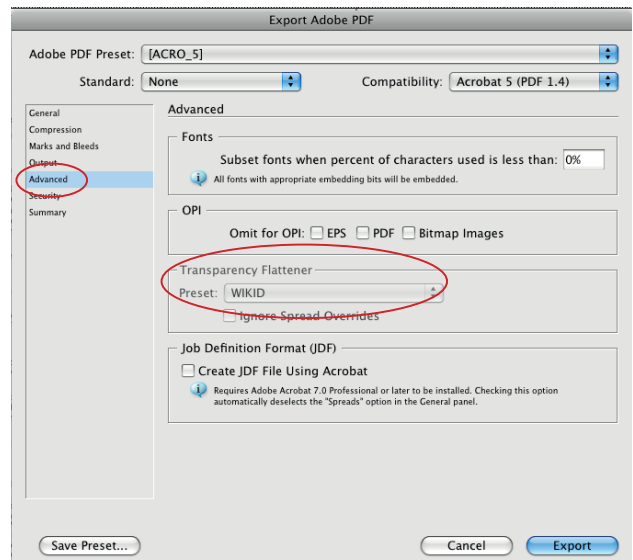 Export Adobe PDF
Adobe PDF Preset: [ACRO_5]
Standard: None Compatibility: Acrobat 5 (PDF 1.4)
General
Compression
Marks and Bleeds
Output
Advanced
Security
Summary
Advanced
Fonts
Subset fonts when percent of characters used is less than: 0%
All fonts with appropriate embedding bits will be embedded.
OPI
Omit for OPI: EPS PDF Bitmap Images
Transparency Flattener
Preset: WIKID
Ignore Spread Overrides
Job Definition Format (JDF)
Create JDF File Using Acrobat
Requires Adobe Acrobat 7.0 Professional or later to be installed. Checking this option
automatically deselects the "Spreads" option in the General panel.
Save Preset... Cancel Export